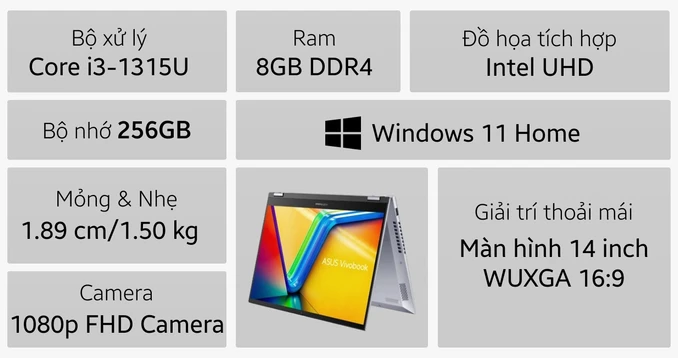 Bộ xử lý
Core i3-1315U
Ram
8GB DDR4
Đồ họa tích hợp
Intel UHD
Bộ nhớ 256GB
Windows 11 Home
Mỏng & Nhẹ
1.89 cm/1.50 kg
ASUS Vivobook
Giải trí thoải mái
Màn hình 14 inch
WUXGA 16:9
Camera
1080p FHD Camera